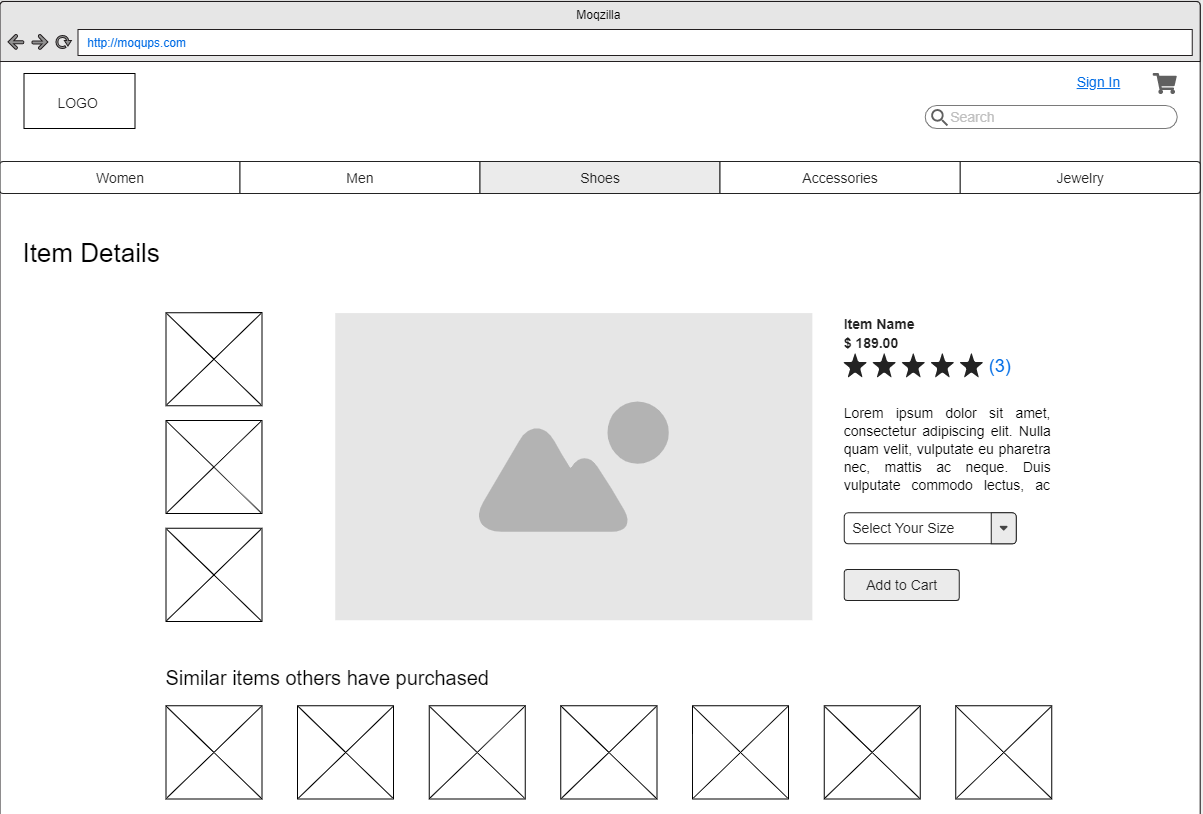 Moqzilla
http://moqups.com
LOGO
Sign In
Search
Women
Men
Shoes
Accessories
Jewelry
Item Details
Item Name
$ 189.00
(3)
Lorem ipsum dolor sit amet,
consectetur adipiscing elit. Nulla
quam velit, vulputate eu pharetra
nec, mattis ac neque. Duis
vulputate commodo lectus, ac
Select Your Size
Add to Cart
Similar items others have purchased